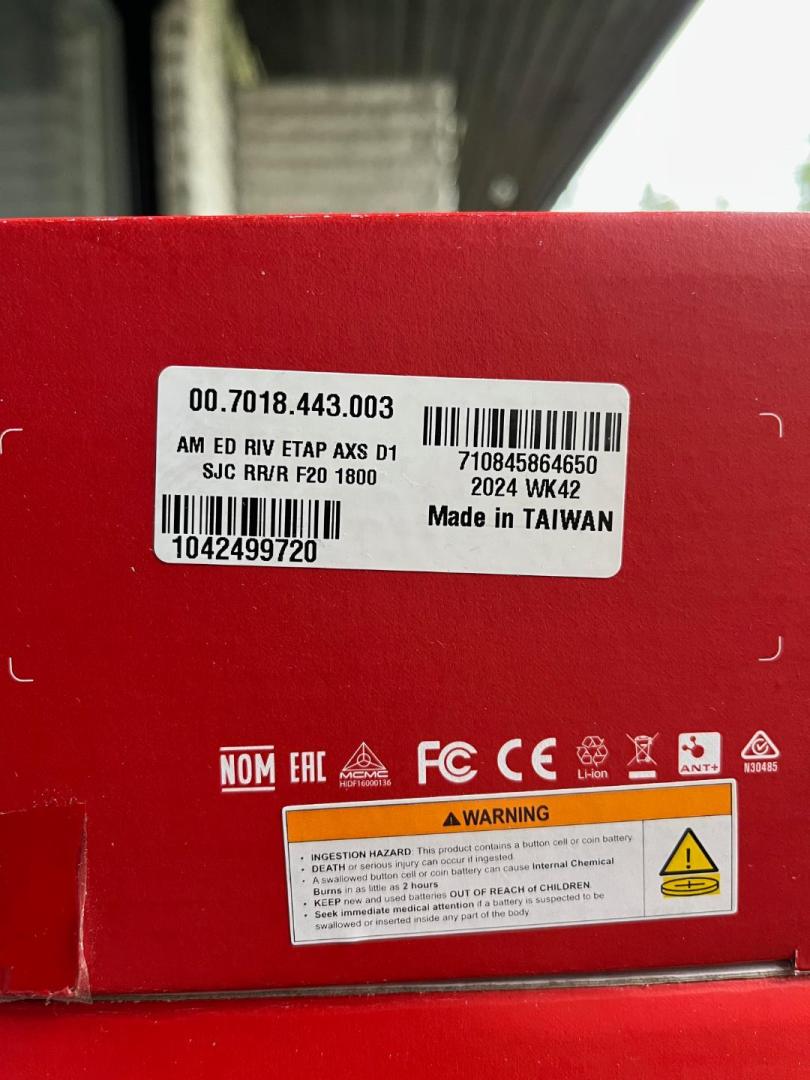 00.7018.443.003
AM ED RIV ETAP AXS D1
SJC RR/R F20 1800
1042499720
710845864650
2024 WK42
Made in TAIWAN
NOM
EAC
MCMC
HIDF16000136
FC
CE
Li-ion
ANT+
N30485
WARNING
• INGESTION HAZARD: This product contains a button cell or coin battery.
• DEATH or serious injury can occur if ingested.
• A swallowed button cell or coin battery can cause Internal Chemical
Burns in as little as 2 hours
• KEEP new and used batteries OUT OF REACH of CHILDREN.
• Seek immediate medical attention if a battery is suspected to be
swallowed or inserted inside any part of the body.